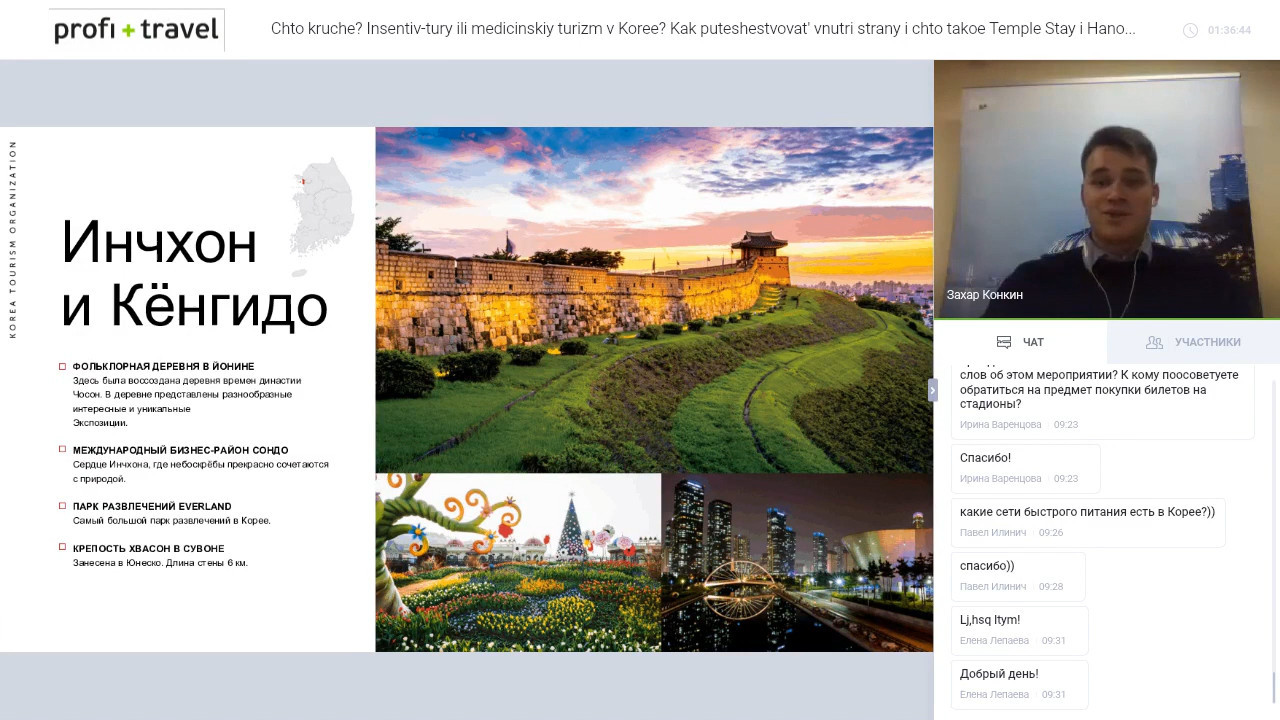 profi + travel
Chto kruche? Insentiv-tury ili medicinskiy turizm v Koree? Kak puteshestvovat' vnutri strany i chto takoe Temple Stay i Hano...
01:36:44
KOREA TOURISM ORGANIZATION
Инчхон
и Кёнгидо
ФОЛЬКЛОРНАЯ ДЕРЕВНЯ В ЙОНИНЕ
Здесь была воссоздана деревня времен династии
Чосон. В деревне представлены разнообразные
интересные и уникальные
Экспозиции.
МЕЖДУНАРОДНЫЙ БИЗНЕС-РАЙОН СОНДО
Сердце Инчхона, где небоскрёбы прекрасно сочетаются
с природой.
ПАРК РАЗВЛЕЧЕНИЙ EVERLAND
Самый большой парк развлечений в Корее.
КРЕПОСТЬ ХВАСОН В СУВОНЕ
Занесена в Юнеско. Длина стены 6 км.
Захар Конкин
ЧАТ
УЧАСТНИКИ
слов об этом мероприятии? К кому поосоветуете
обратиться на предмет покупки билетов на
стадионы?
Ирина Варенцова · 09:23
Спасибо!
Ирина Варенцова · 09:23
какие сети быстрого питания есть в Корее?))
Павел Илинич · 09:26
спасибо))
Павел Илинич · 09:28
Lj,hsq ltym!
Елена Лепаева · 09:31
Добрый день!
Елена Лепаева · 09:31